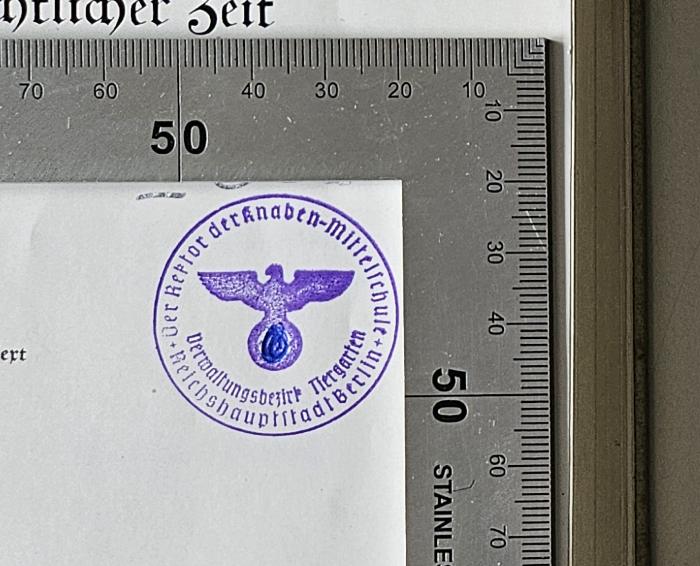 htlicher Zeit
70 60 50 40 30 20 10
10
20
30
40
50
60
70
STAINLES
ext
+ Der Rektor der Knaben-Mittelschule +
Verwaltungsbezirk Tiergarten
Reichshauptstadt Berlin